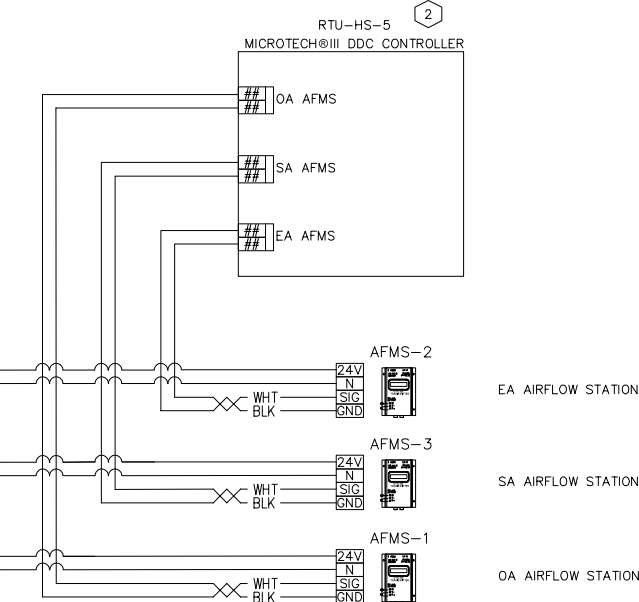 2
RTU-HS-5
MICROTECH®III DDC CONTROLLER
##
##
OA AFMS
##
##
SA AFMS
##
##
EA AFMS
AFMS-2
24V
N
WHT SIG
BLK GND
EA AIRFLOW STATION
AFMS-3
24V
N
WHT SIG
BLK GND
SA AIRFLOW STATION
AFMS-1
24V
N
WHT SIG
BLK GND
OA AIRFLOW STATION